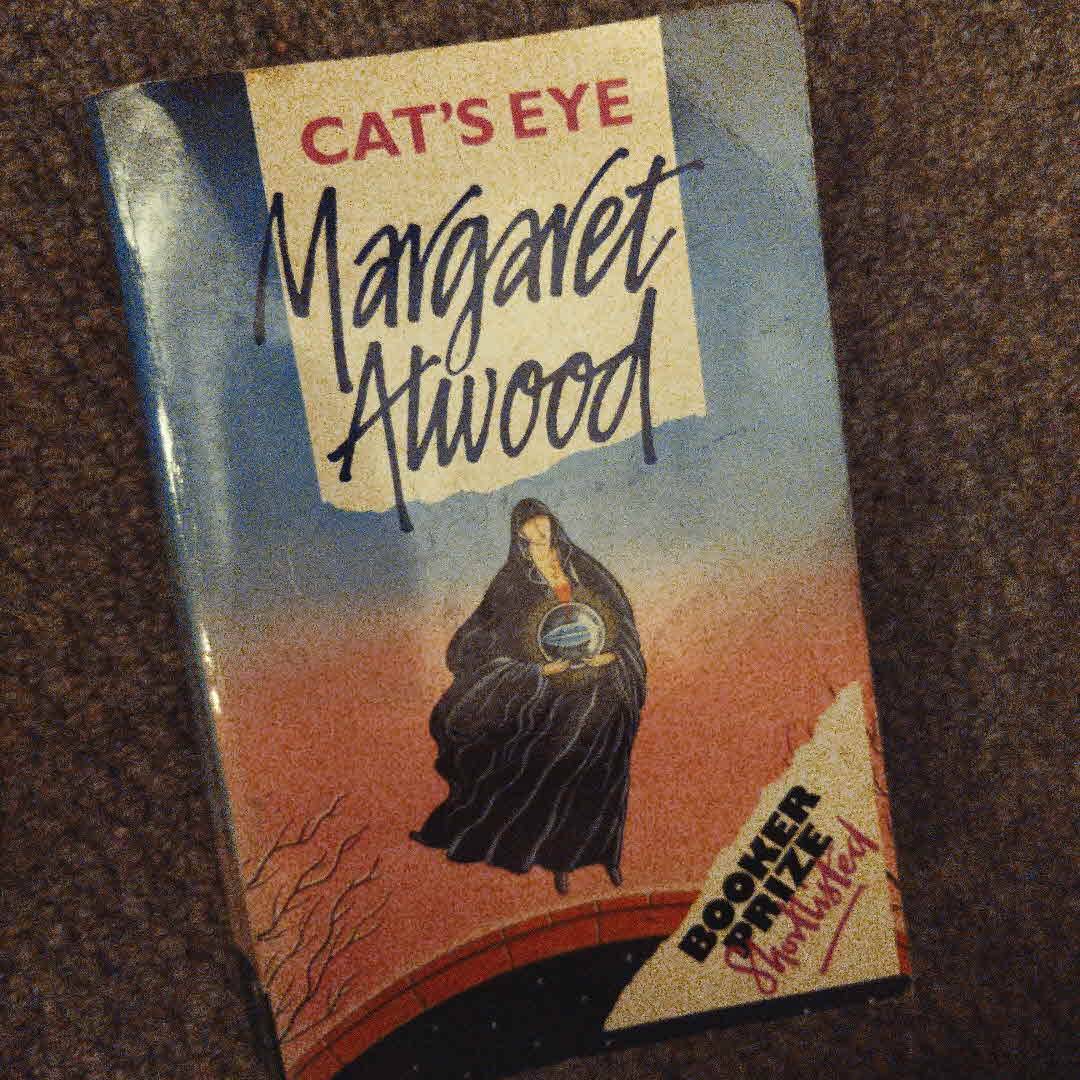 CAT'S EYE
Margaret
Atwood
BOOKER
PRIZE
Shortlisted